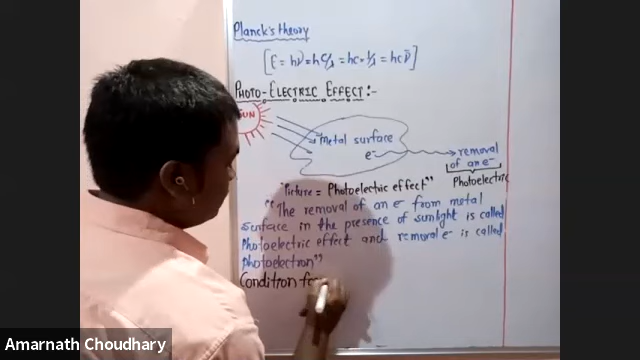 Planck's theory
[E = hν = hc/λ = hc × 1/λ = hc ν̄]
PHOTO-ELECTRIC EFFECT:-
SUN
metal surface
e⁻
removal
of an e⁻
Photoelectric
Picture = Photoelectric effect"
"The removal of an e⁻ from metal
surface in the presence of sunlight is called
Photoelectric effect and removal e⁻ is called
photoelectron"
Condition for
Amarnath Choudhary